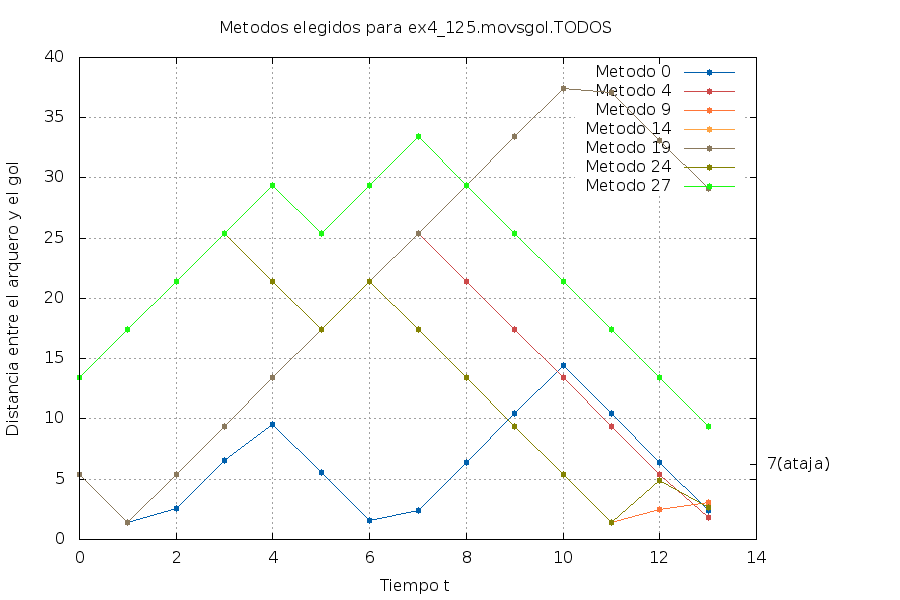 Metodos elegidos para ex4_125.movsgol.TODOS
Distancia entre el arquero y el gol
40
35
30
25
20
15
10
5
0
0 2 4 6 8 10 12 14
Tiempo t
Metodo 0
Metodo 4
Metodo 9
Metodo 14
Metodo 19
Metodo 24
Metodo 27
7(ataja)